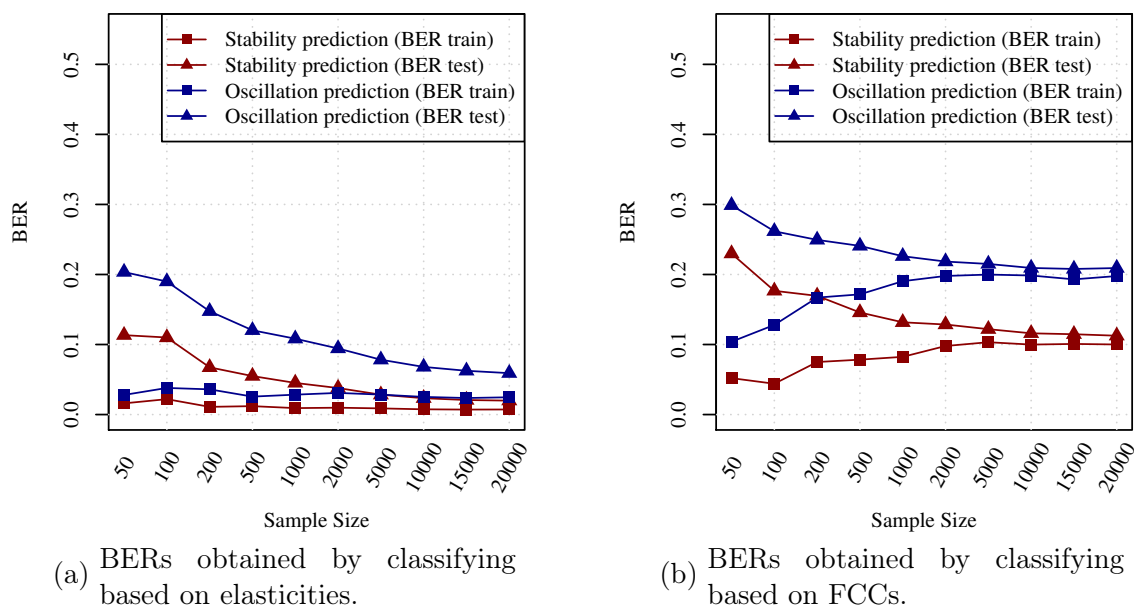 Stability prediction (BER train)
Stability prediction (BER test)
Oscillation prediction (BER train)
Oscillation prediction (BER test)
BER
0.5
0.4
0.3
0.2
0.1
0.0
50
100
200
500
1000
2000
5000
10000
15000
20000
Sample Size
(a) BERs obtained by classifying
based on elasticities.
Stability prediction (BER train)
Stability prediction (BER test)
Oscillation prediction (BER train)
Oscillation prediction (BER test)
BER
0.5
0.4
0.3
0.2
0.1
0.0
50
100
200
500
1000
2000
5000
10000
15000
20000
Sample Size
(b) BERs obtained by classifying
based on FCCs.